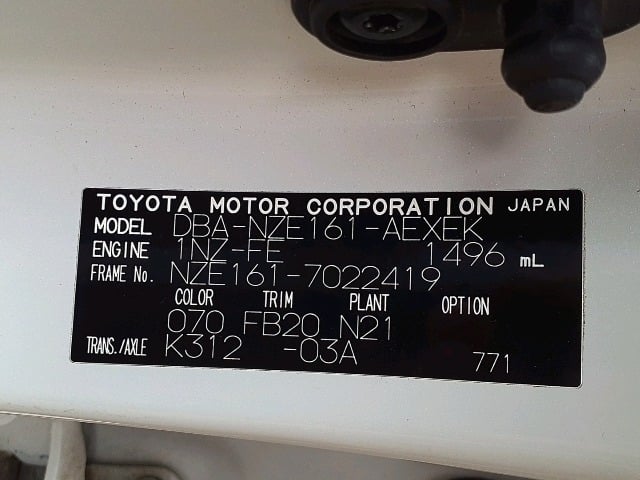 TOYOTA MOTOR CORPORATION JAPAN
MODEL DBA-NZE161-AEXEK
ENGINE 1NZ-FE 1496 mL
FRAME No. NZE161-7022419
COLOR TRIM PLANT OPTION
070 FB20 N21
TRANS./AXLE K312 -03A 771